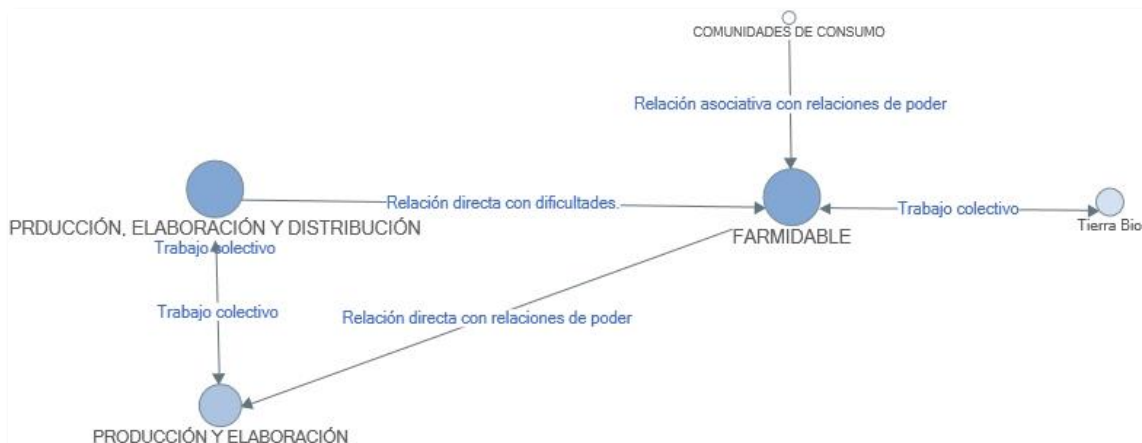 COMUNIDADES DE CONSUMO
Relación asociativa con relaciones de poder
Relación directa con dificultades.
Trabajo colectivo
Tierra Bio
PRDUCCIÓN, ELABORACIÓN Y DISTRIBUCIÓN
FARMIDABLE
Trabajo colectivo
Trabajo colectivo
Relación directa con relaciones de poder
PRODUCCIÓN Y ELABORACIÓN